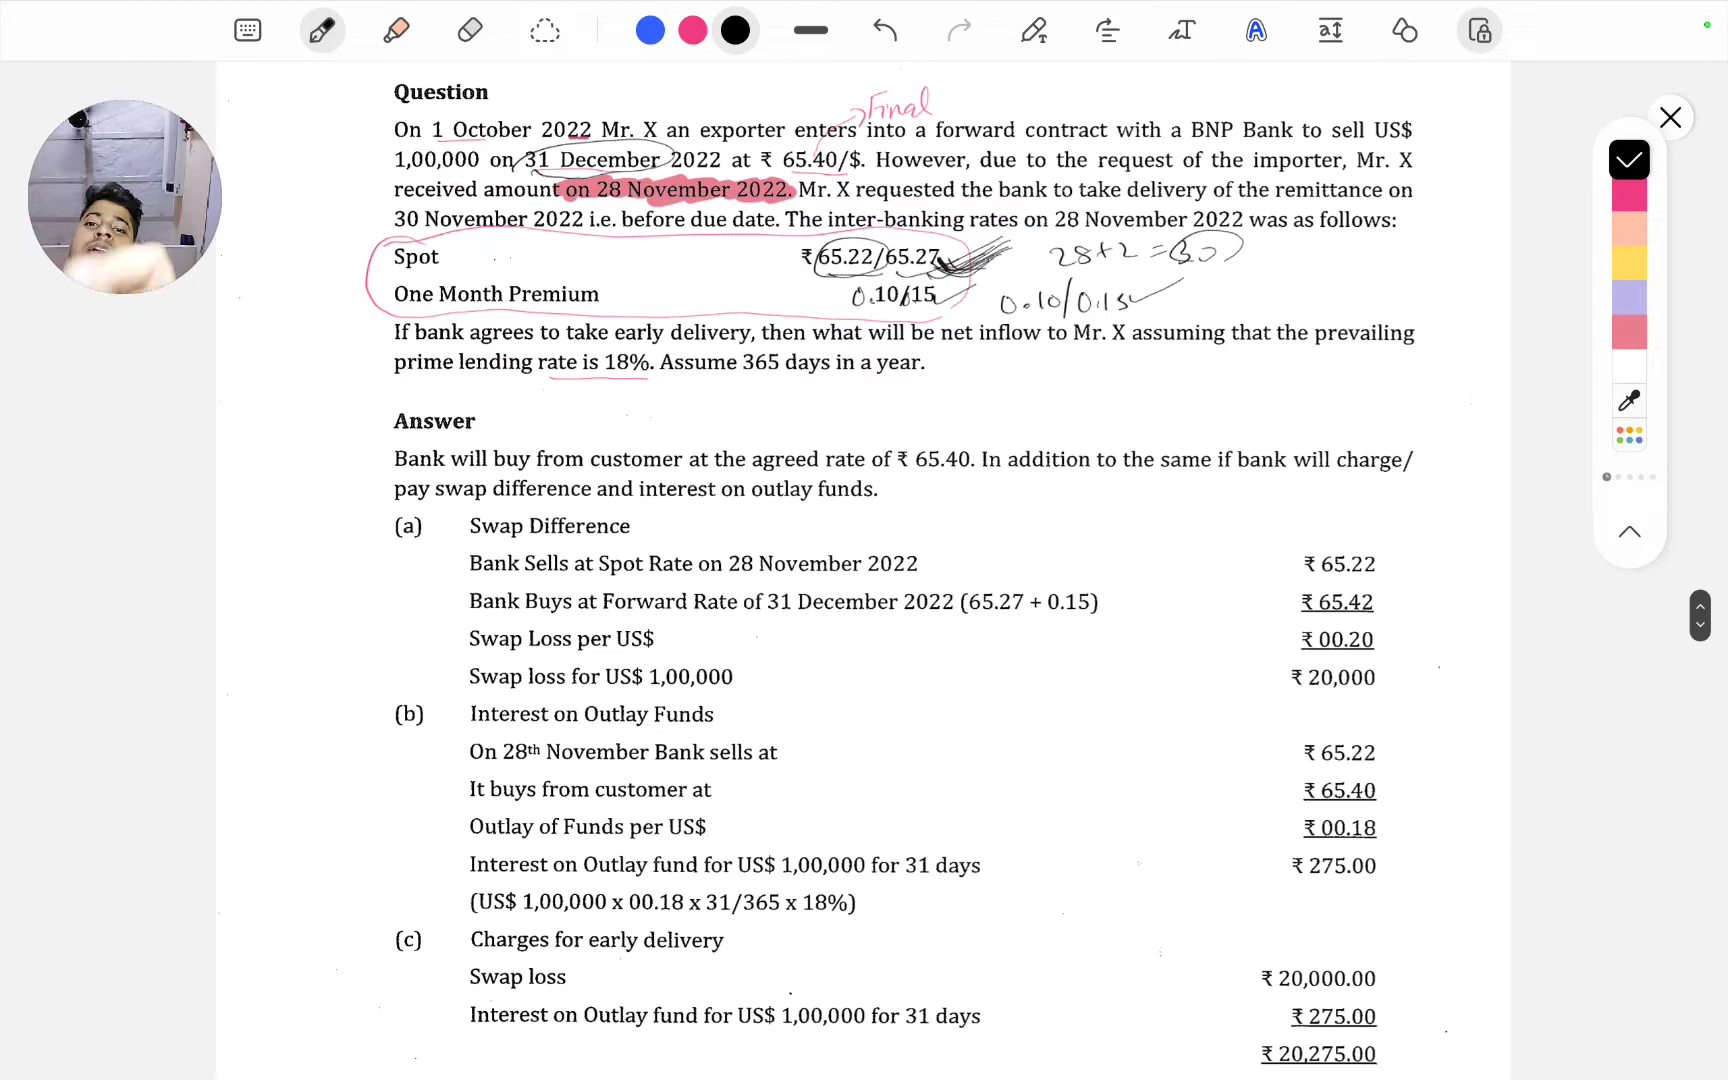 Question
Final
On 1 October 2022 Mr. X an exporter enters into a forward contract with a BNP Bank to sell US$
1,00,000 on 31 December 2022 at ₹ 65.40/$. However, due to the request of the importer, Mr. X
received amount on 28 November 2022. Mr. X requested the bank to take delivery of the remittance on
30 November 2022 i.e. before due date. The inter-banking rates on 28 November 2022 was as follows:
Spot ₹ 65.22/65.27 28+2=30
One Month Premium 0.10/15 0.10/0.15
If bank agrees to take early delivery, then what will be net inflow to Mr. X assuming that the prevailing
prime lending rate is 18%. Assume 365 days in a year.
Answer
Bank will buy from customer at the agreed rate of ₹ 65.40. In addition to the same if bank will charge/
pay swap difference and interest on outlay funds.
(a) Swap Difference
Bank Sells at Spot Rate on 28 November 2022 ₹ 65.22
Bank Buys at Forward Rate of 31 December 2022 (65.27 + 0.15) ₹ 65.42
Swap Loss per US$ ₹ 00.20
Swap loss for US$ 1,00,000 ₹ 20,000
(b) Interest on Outlay Funds
On 28th November Bank sells at ₹ 65.22
It buys from customer at ₹ 65.40
Outlay of Funds per US$ ₹ 00.18
Interest on Outlay fund for US$ 1,00,000 for 31 days ₹ 275.00
(US$ 1,00,000 x 00.18 x 31/365 x 18%)
(c) Charges for early delivery
Swap loss ₹ 20,000.00
Interest on Outlay fund for US$ 1,00,000 for 31 days ₹ 275.00
₹ 20,275.00